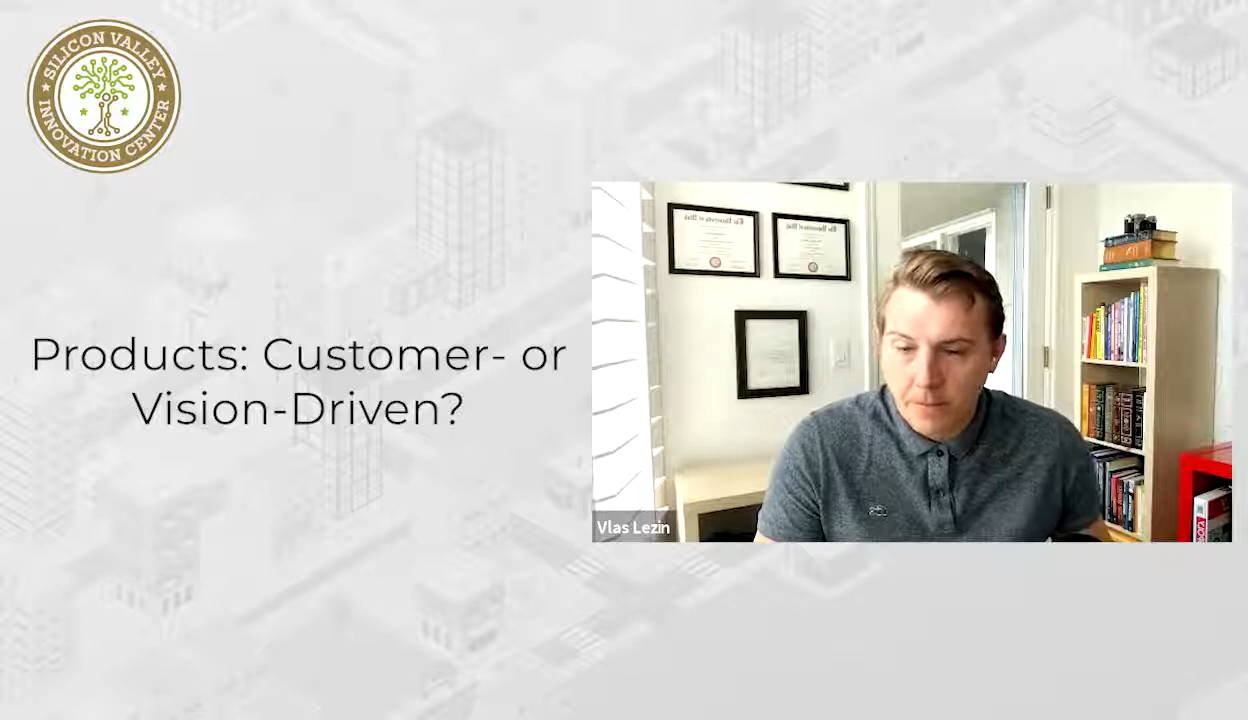 SILICON VALLEY
INNOVATION CENTER
Products: Customer- or
Vision-Driven?
Vlas Lezin